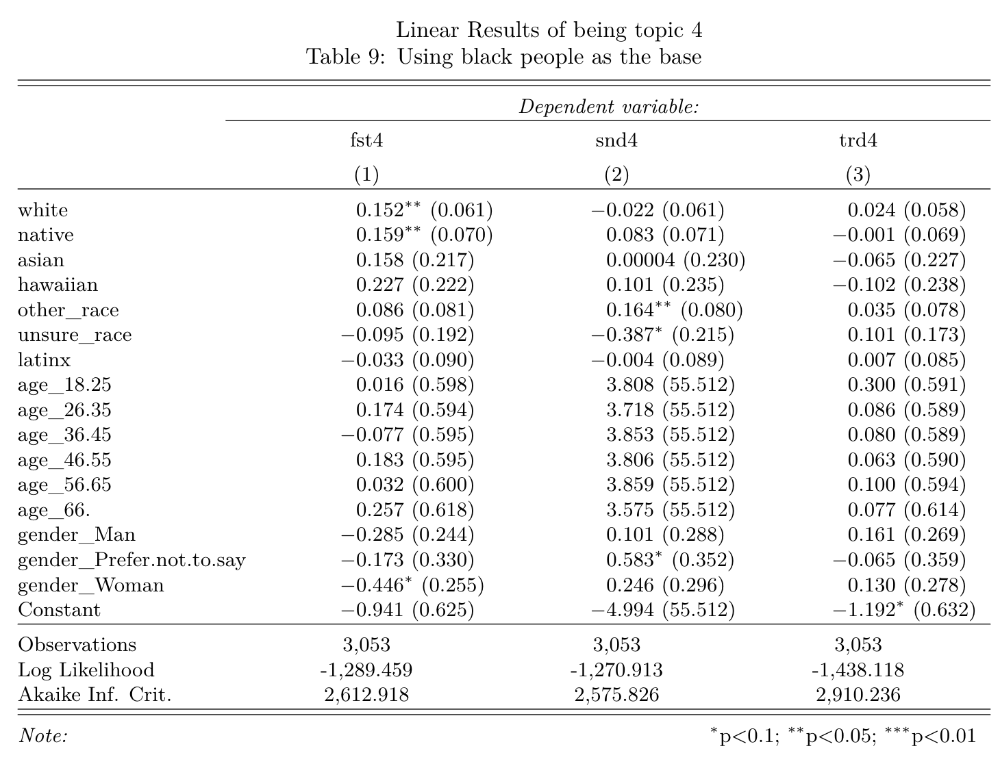 Linear Results of being topic 4
Table 9: Using black people as the base
Dependent variable:
fst4 snd4 trd4
(1) (2) (3)
white 0.152** (0.061) −0.022 (0.061) 0.024 (0.058)
native 0.159** (0.070) 0.083 (0.071) −0.001 (0.069)
asian 0.158 (0.217) 0.00004 (0.230) −0.065 (0.227)
hawaiian 0.227 (0.222) 0.101 (0.235) −0.102 (0.238)
other_race 0.086 (0.081) 0.164** (0.080) 0.035 (0.078)
unsure_race −0.095 (0.192) −0.387* (0.215) 0.101 (0.173)
latinx −0.033 (0.090) −0.004 (0.089) 0.007 (0.085)
age_18.25 0.016 (0.598) 3.808 (55.512) 0.300 (0.591)
age_26.35 0.174 (0.594) 3.718 (55.512) 0.086 (0.589)
age_36.45 −0.077 (0.595) 3.853 (55.512) 0.080 (0.589)
age_46.55 0.183 (0.595) 3.806 (55.512) 0.063 (0.590)
age_56.65 0.032 (0.600) 3.859 (55.512) 0.100 (0.594)
age_66. 0.257 (0.618) 3.575 (55.512) 0.077 (0.614)
gender_Man −0.285 (0.244) 0.101 (0.288) 0.161 (0.269)
gender_Prefer.not.to.say −0.173 (0.330) 0.583* (0.352) −0.065 (0.359)
gender_Woman −0.446* (0.255) 0.246 (0.296) 0.130 (0.278)
Constant −0.941 (0.625) −4.994 (55.512) −1.192* (0.632)
Observations 3,053 3,053 3,053
Log Likelihood -1,289.459 -1,270.913 -1,438.118
Akaike Inf. Crit. 2,612.918 2,575.826 2,910.236
Note: *p<0.1; **p<0.05; ***p<0.01